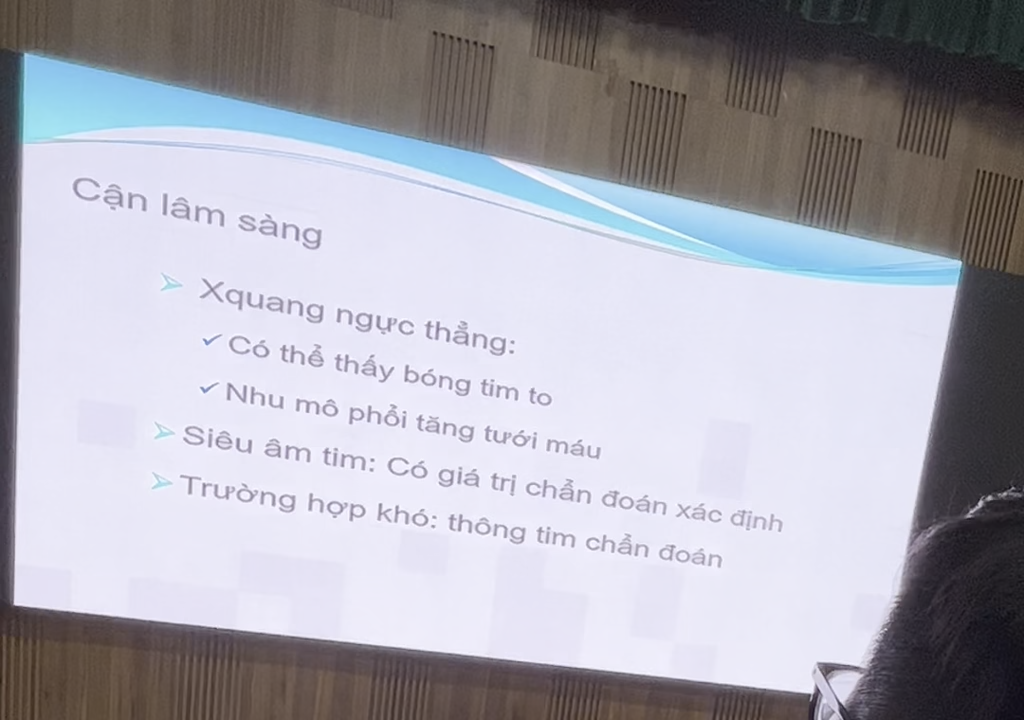 Cận lâm sàng
Xquang ngực thẳng:
Có thể thấy bóng tim to
Nhu mô phổi tăng tưới máu
Siêu âm tim: Có giá trị chẩn đoán xác định
Trường hợp khó: thông tim chẩn đoán